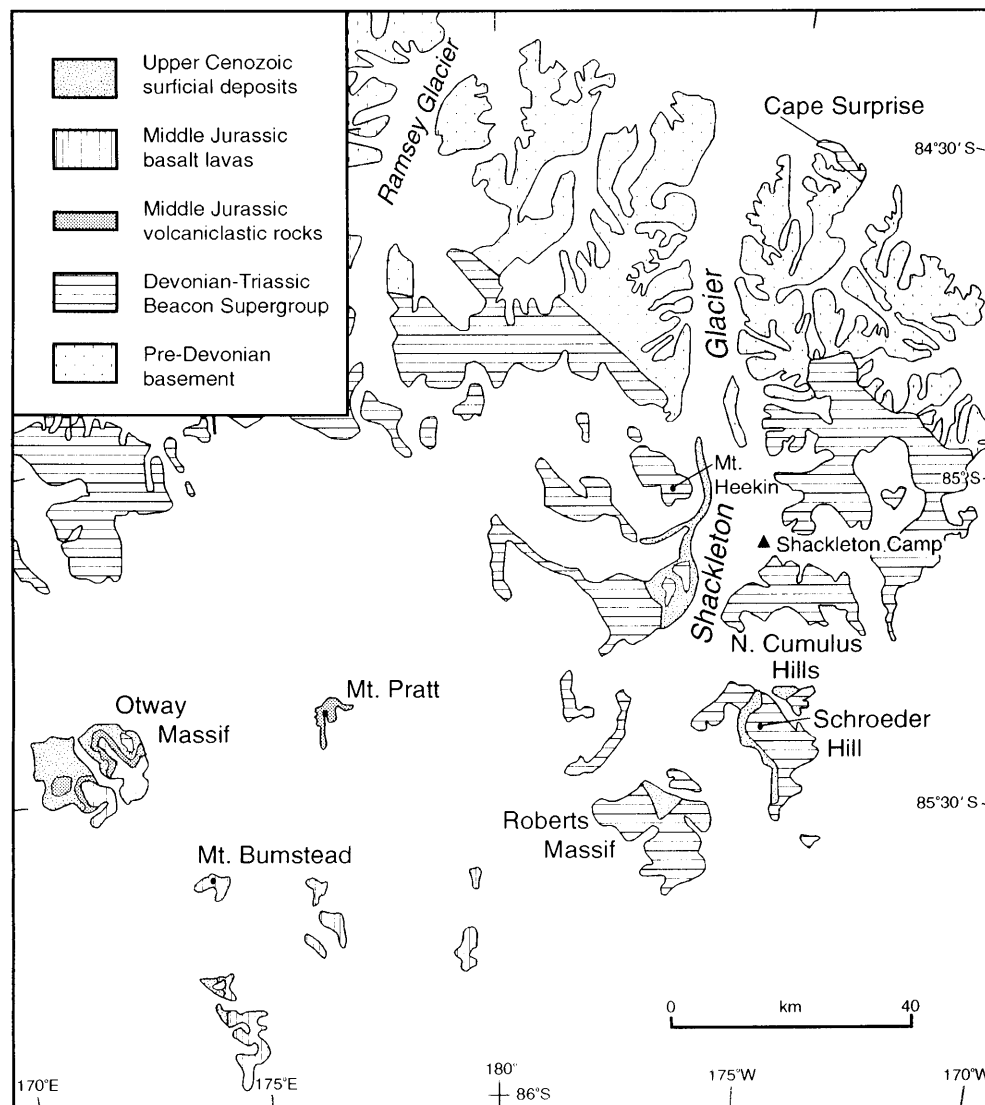 Upper Cenozoic
surficial deposits
Middle Jurassic
basalt lavas
Middle Jurassic
volcaniclastic rocks
Devonian-Triassic
Beacon Supergroup
Pre-Devonian
basement
Ramsey Glacier
Cape Surprise
84°30′ S
Shackleton Glacier
Mt.
Heekin
85°S
Shackleton Camp
N. Cumulus
Hills
Schroeder
Hill
Otway
Massif
Mt. Pratt
85°30′ S
Roberts
Massif
Mt. Bumstead
0 km 40
170°E 175°E 180° 175°W 170°W
86°S